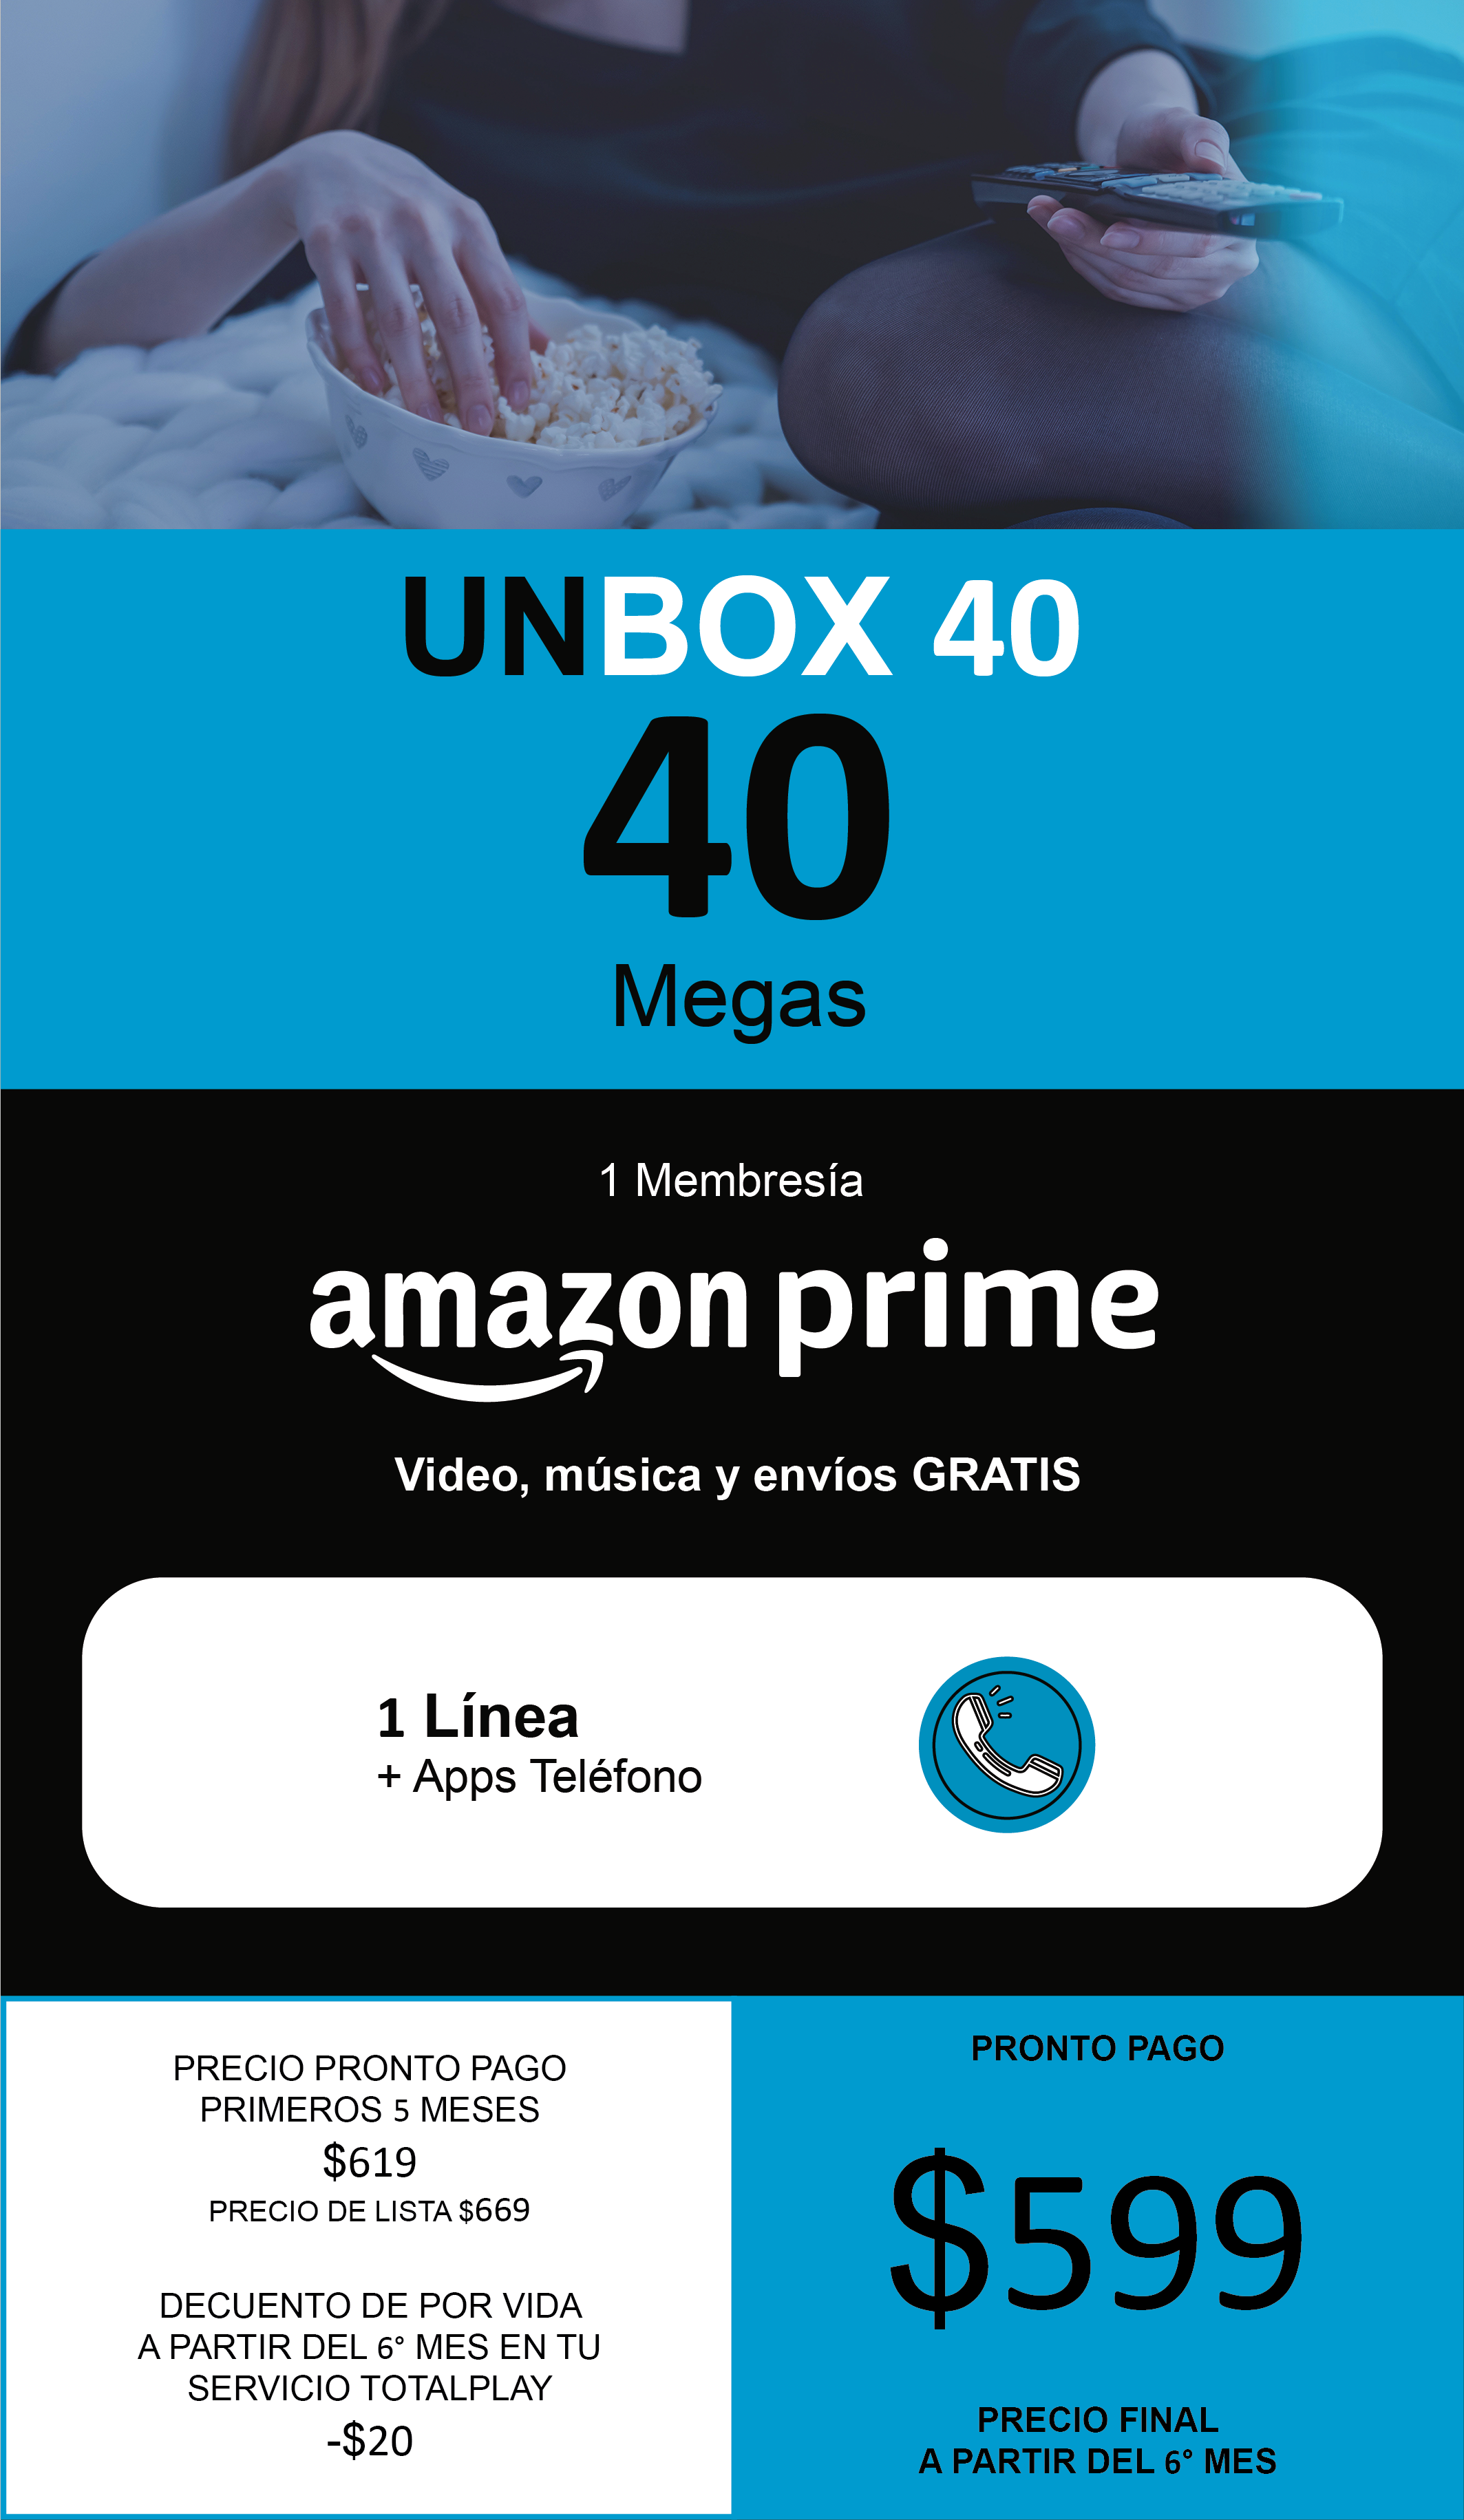 UNBOX 40
40
Megas
1 Membresía
amazon prime
Video, música y envíos GRATIS
1 Línea
+ Apps Teléfono
PRECIO PRONTO PAGO
PRIMEROS 5 MESES
$619
PRECIO DE LISTA $669
DECUENTO DE POR VIDA
A PARTIR DEL 6° MES EN TU
SERVICIO TOTALPLAY
-$20
PRONTO PAGO
$599
PRECIO FINAL
A PARTIR DEL 6° MES